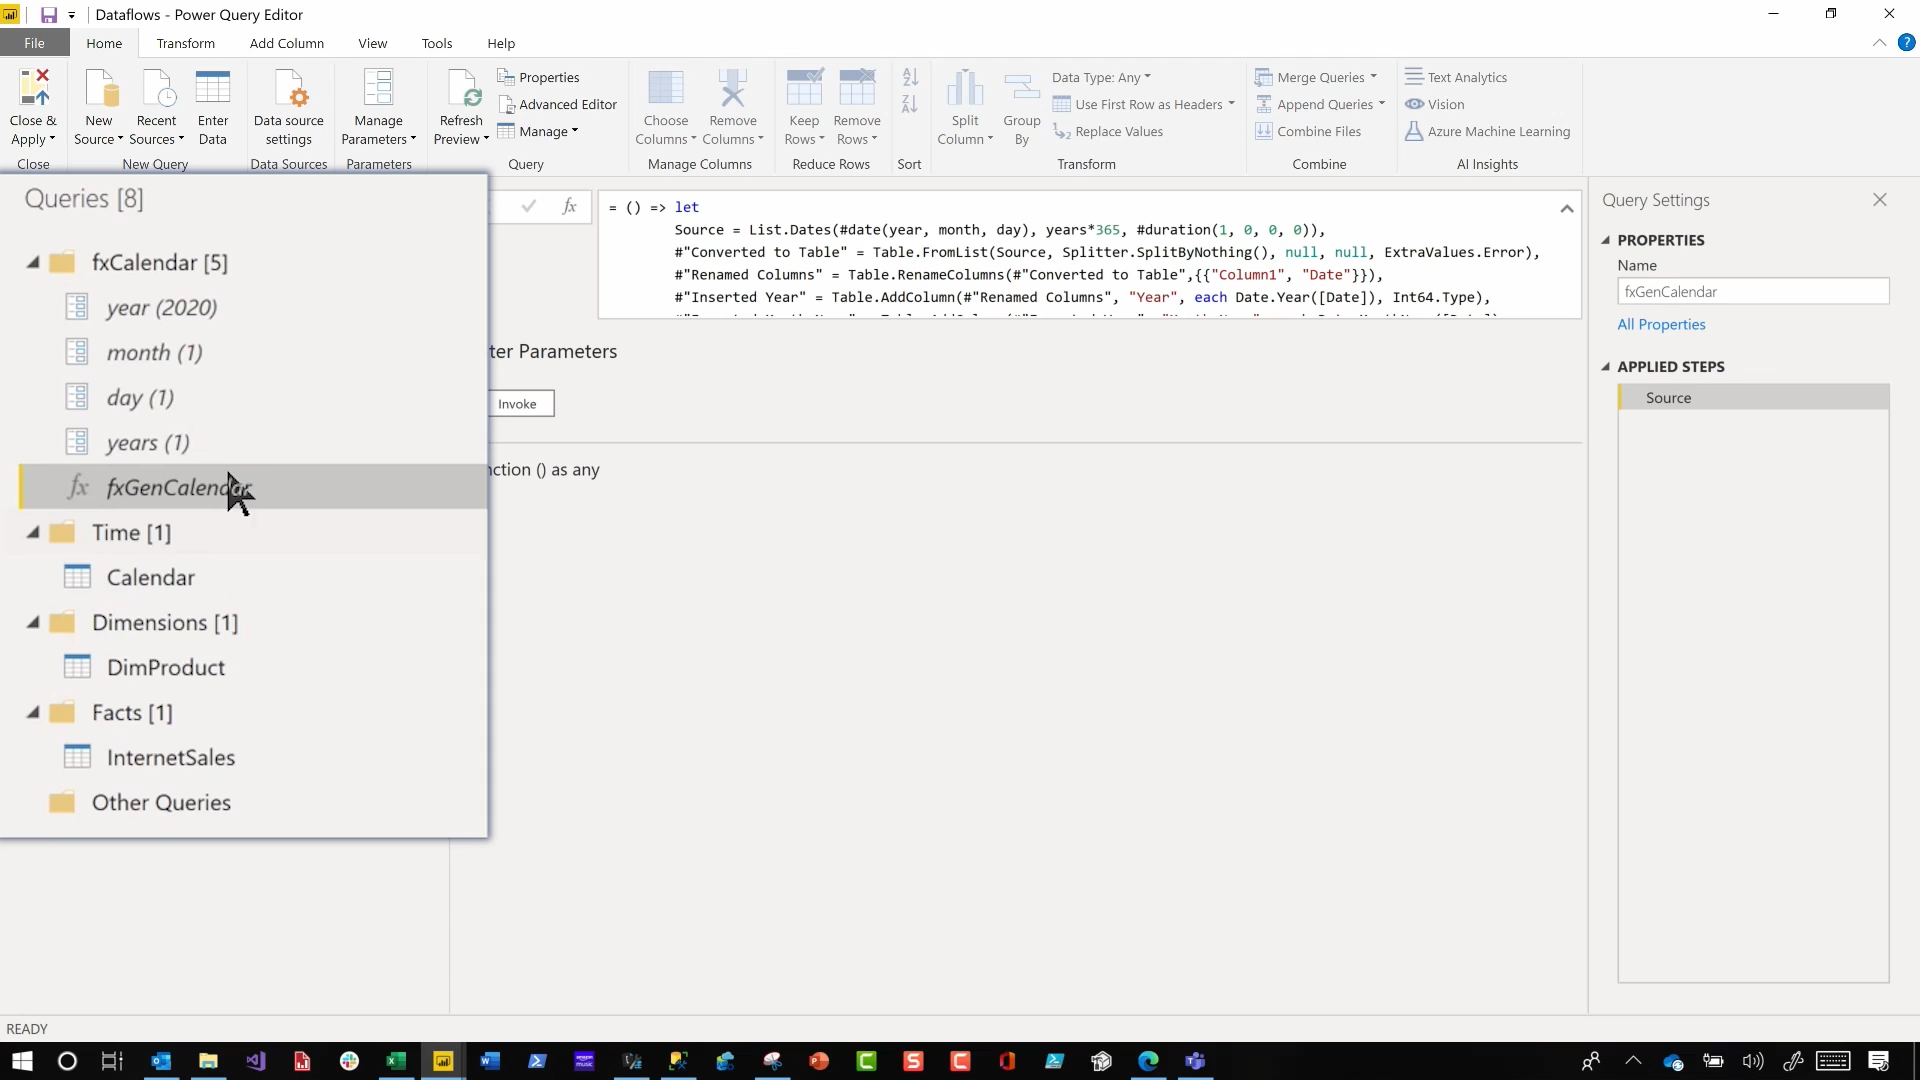 Dataflows - Power Query Editor
File
Home
Transform
Add Column
View
Tools
Help
Close & Apply
New Source
Recent Sources
Enter Data
Data source settings
Manage Parameters
Refresh Preview
Properties
Advanced Editor
Manage
Choose Columns
Remove Columns
Keep Rows
Remove Rows
Split Column
Group By
Data Type: Any
Use First Row as Headers
Replace Values
Merge Queries
Append Queries
Combine Files
Text Analytics
Vision
Azure Machine Learning
Close
New Query
Data Sources
Parameters
Query
Manage Columns
Reduce Rows
Sort
Transform
Combine
AI Insights
Queries [8]
fxCalendar [5]
year (2020)
month (1)
day (1)
years (1)
fxGenCalendar
Time [1]
Calendar
Dimensions [1]
DimProduct
Facts [1]
InternetSales
Other Queries
fx
= () => let
Source = List.Dates(#date(year, month, day), years*365, #duration(1, 0, 0, 0)),
#"Converted to Table" = Table.FromList(Source, Splitter.SplitByNothing(), null, null, ExtraValues.Error),
#"Renamed Columns" = Table.RenameColumns(#"Converted to Table",{{"Column1", "Date"}}),
#"Inserted Year" = Table.AddColumn(#"Renamed Columns", "Year", each Date.Year([Date]), Int64.Type),
ter Parameters
Invoke
nction () as any
Query Settings
PROPERTIES
Name
fxGenCalendar
All Properties
APPLIED STEPS
Source
READY